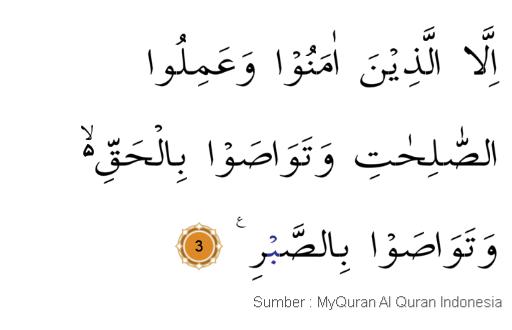 اِلَّا الَّذِيْنَ اٰمَنُوْا وَعَمِلُوا
الصّٰلِحٰتِ وَتَوَاصَوْا بِالْحَقِّ ەۙ
وَتَوَاصَوْا بِالصَّبْرِ ࣖ 3
Sumber : MyQuran Al Quran Indonesia